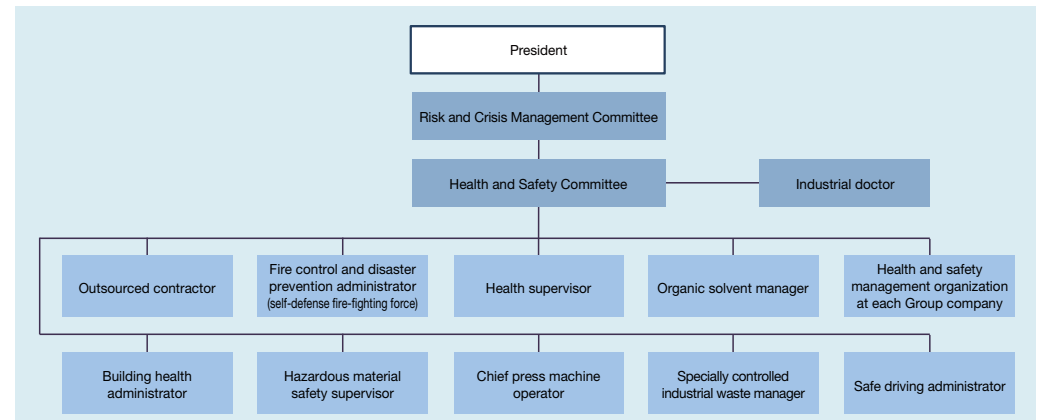 President
Risk and Crisis Management Committee
Health and Safety Committee
Industrial doctor
Outsourced contractor
Fire control and disaster
prevention administrator
(self-defense fire-fighting force)
Health supervisor
Organic solvent manager
Health and safety
management organization
at each Group company
Building health
administrator
Hazardous material
safety supervisor
Chief press machine
operator
Specially controlled
industrial waste manager
Safe driving administrator